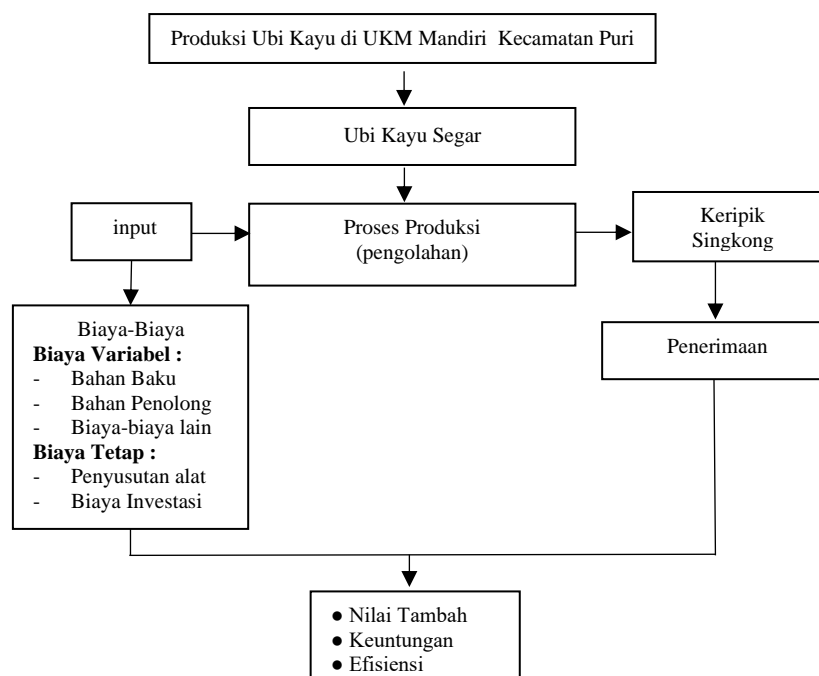 Produksi Ubi Kayu di UKM Mandiri  Kecamatan Puri
Ubi Kayu Segar
input
Proses Produksi
(pengolahan)
Keripik
Singkong
Biaya-Biaya
Biaya Variabel :
- Bahan Baku
- Bahan Penolong
- Biaya-biaya lain
Biaya Tetap :
- Penyusutan alat
- Biaya Investasi
Penerimaan
● Nilai Tambah
● Keuntungan
● Efisiensi